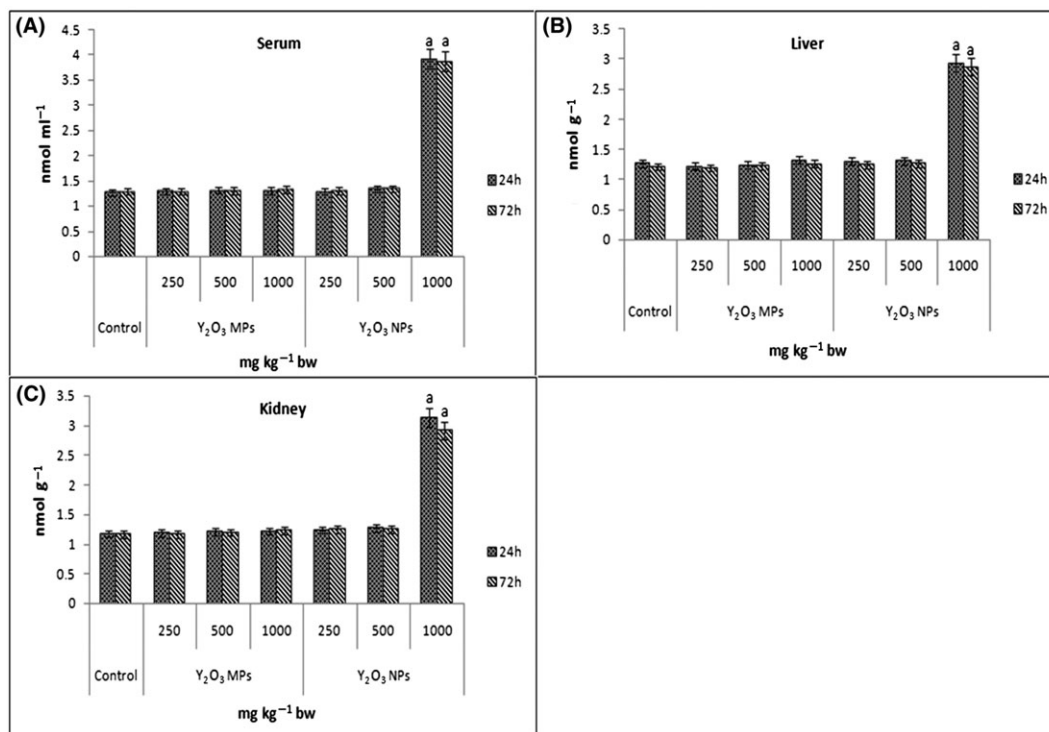 (A)
Serum
a a
4.5
4
3.5
3
2.5
2
1.5
1
0.5
0
nmol ml⁻¹
24h
72h
250 500 1000 250 500 1000
Control Y₂O₃ MPs Y₂O₃ NPs
mg kg⁻¹ bw
(B)
Liver
a a
3.5
3
2.5
2
1.5
1
0.5
0
nmol g⁻¹
24h
72h
250 500 1000 250 500 1000
Control Y₂O₃ MPs Y₂O₃ NPs
mg kg⁻¹ bw
(C)
Kidney
a a
3.5
3
2.5
2
1.5
1
0.5
0
nmol g⁻¹
24h
72h
250 500 1000 250 500 1000
Control Y₂O₃ MPs Y₂O₃ NPs
mg kg⁻¹ bw